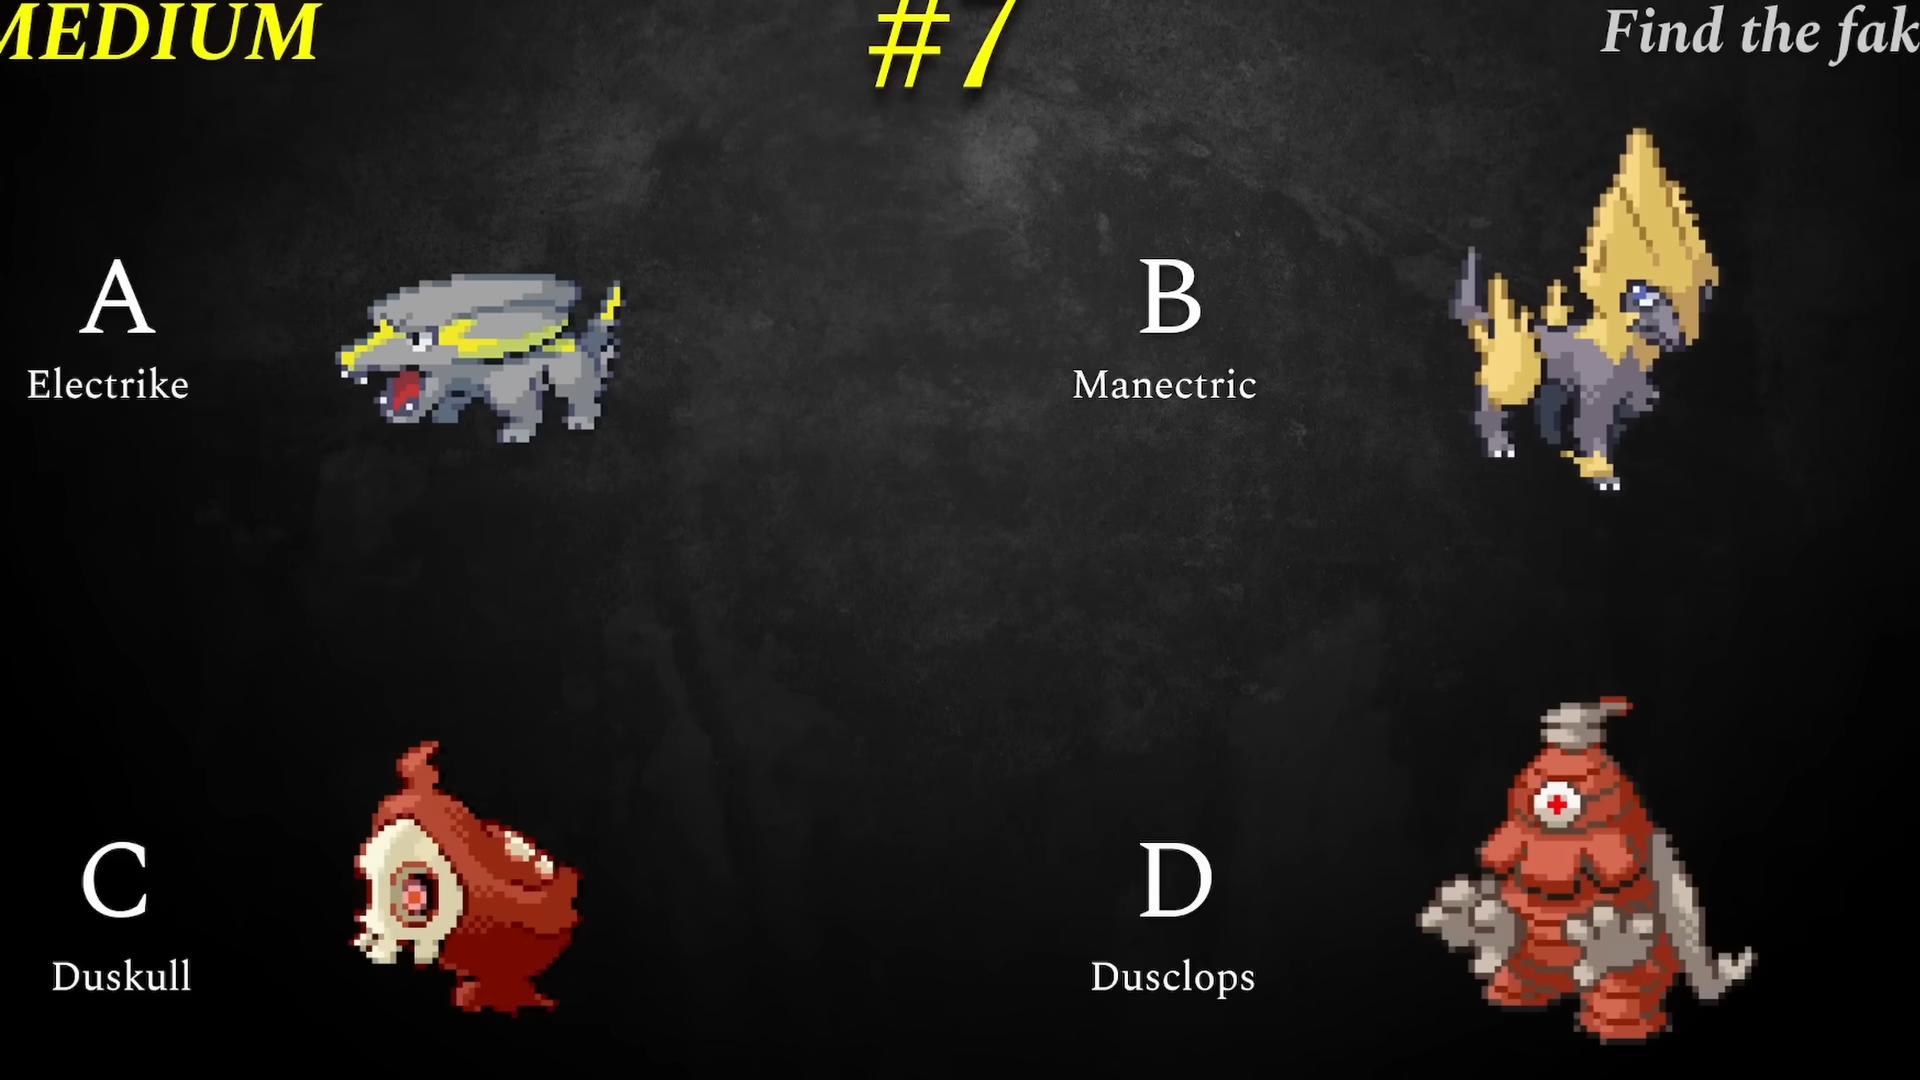 MEDIUM
#7
Find the fak
A
Electrike
B
Manectric
C
Duskull
D
Dusclops